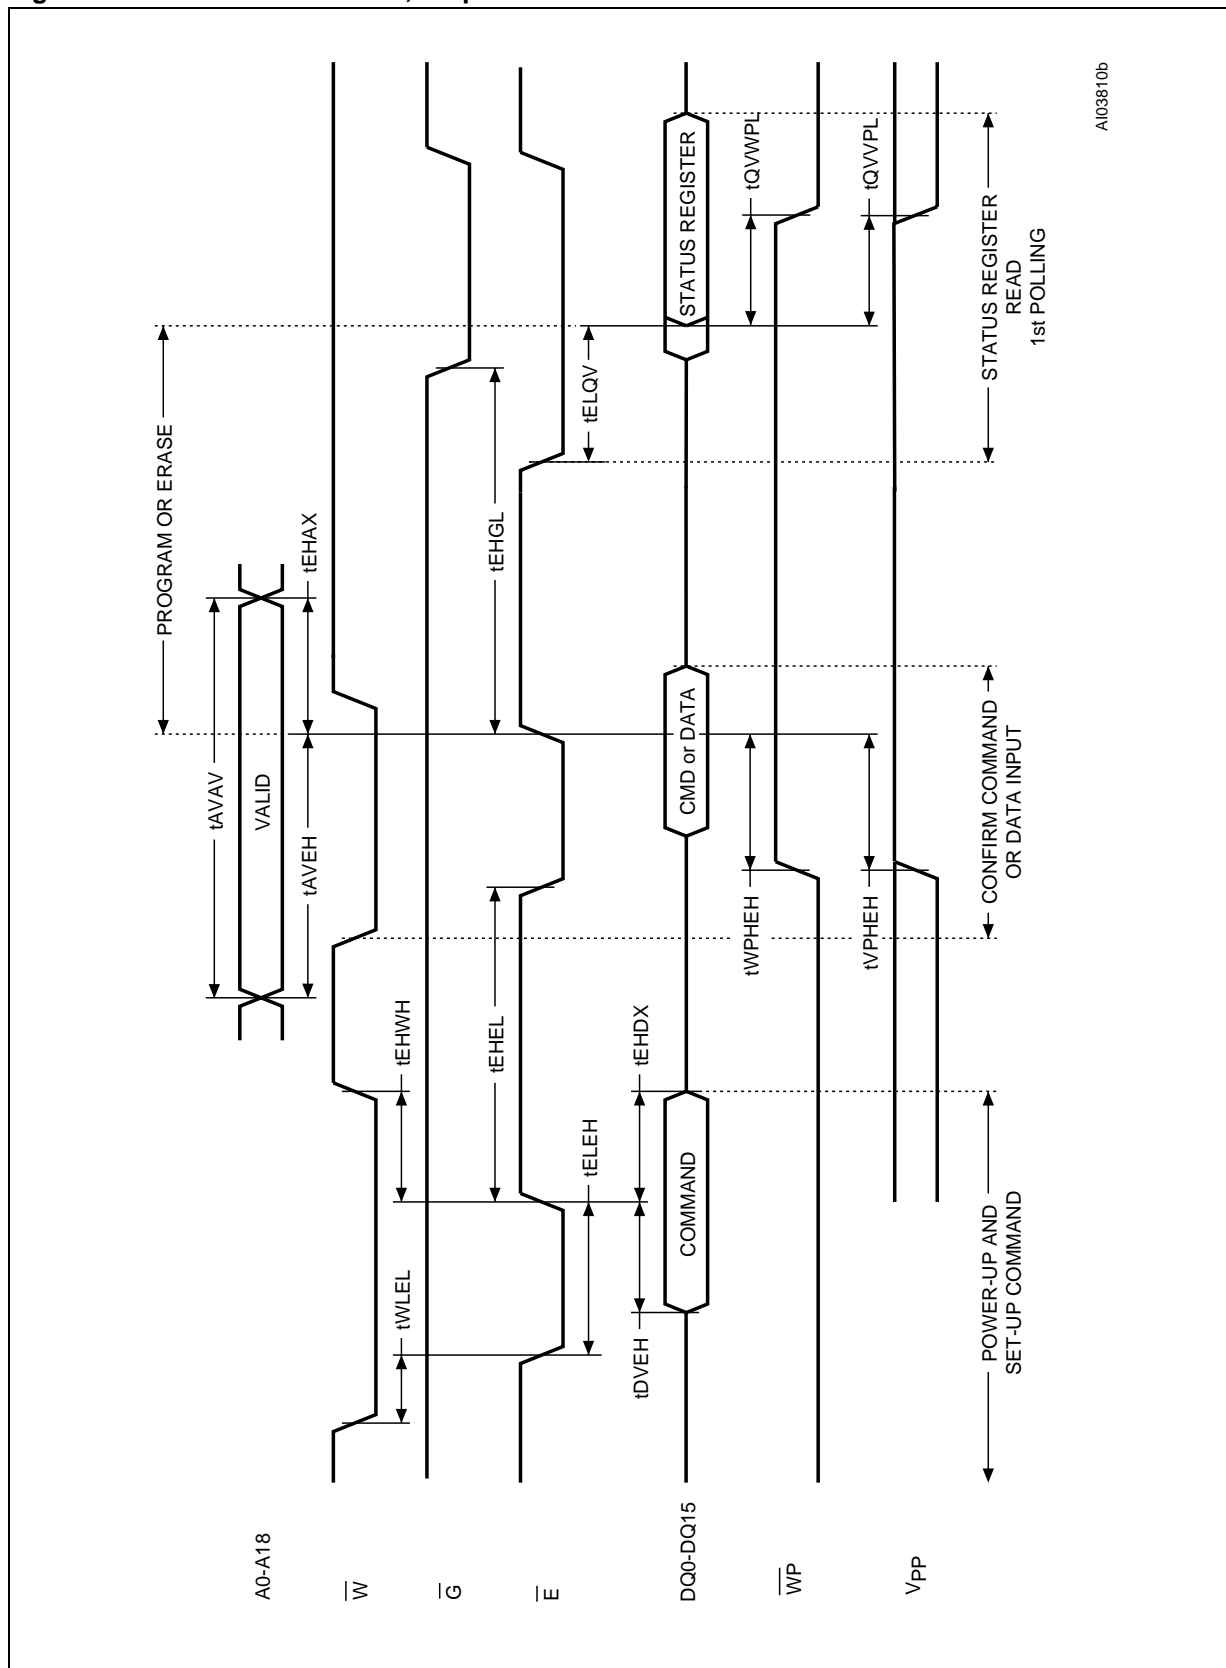 A0-A18
VALID
tAVAV
tAVEH
tEHAX
PROGRAM OR ERASE
W
tWLEL
tEHWH
G
E
tEHEL
tEHGL
tELEH
tELQV
DQ0-DQ15
tDVEH
tEHDX
COMMAND
CMD or DATA
STATUS REGISTER
WP
tWPHEH
tQVWPL
VPP
tVPHEH
tQVVPL
POWER-UP AND
SET-UP COMMAND
CONFIRM COMMAND
OR DATA INPUT
STATUS REGISTER
READ
1st POLLING
AI03810b